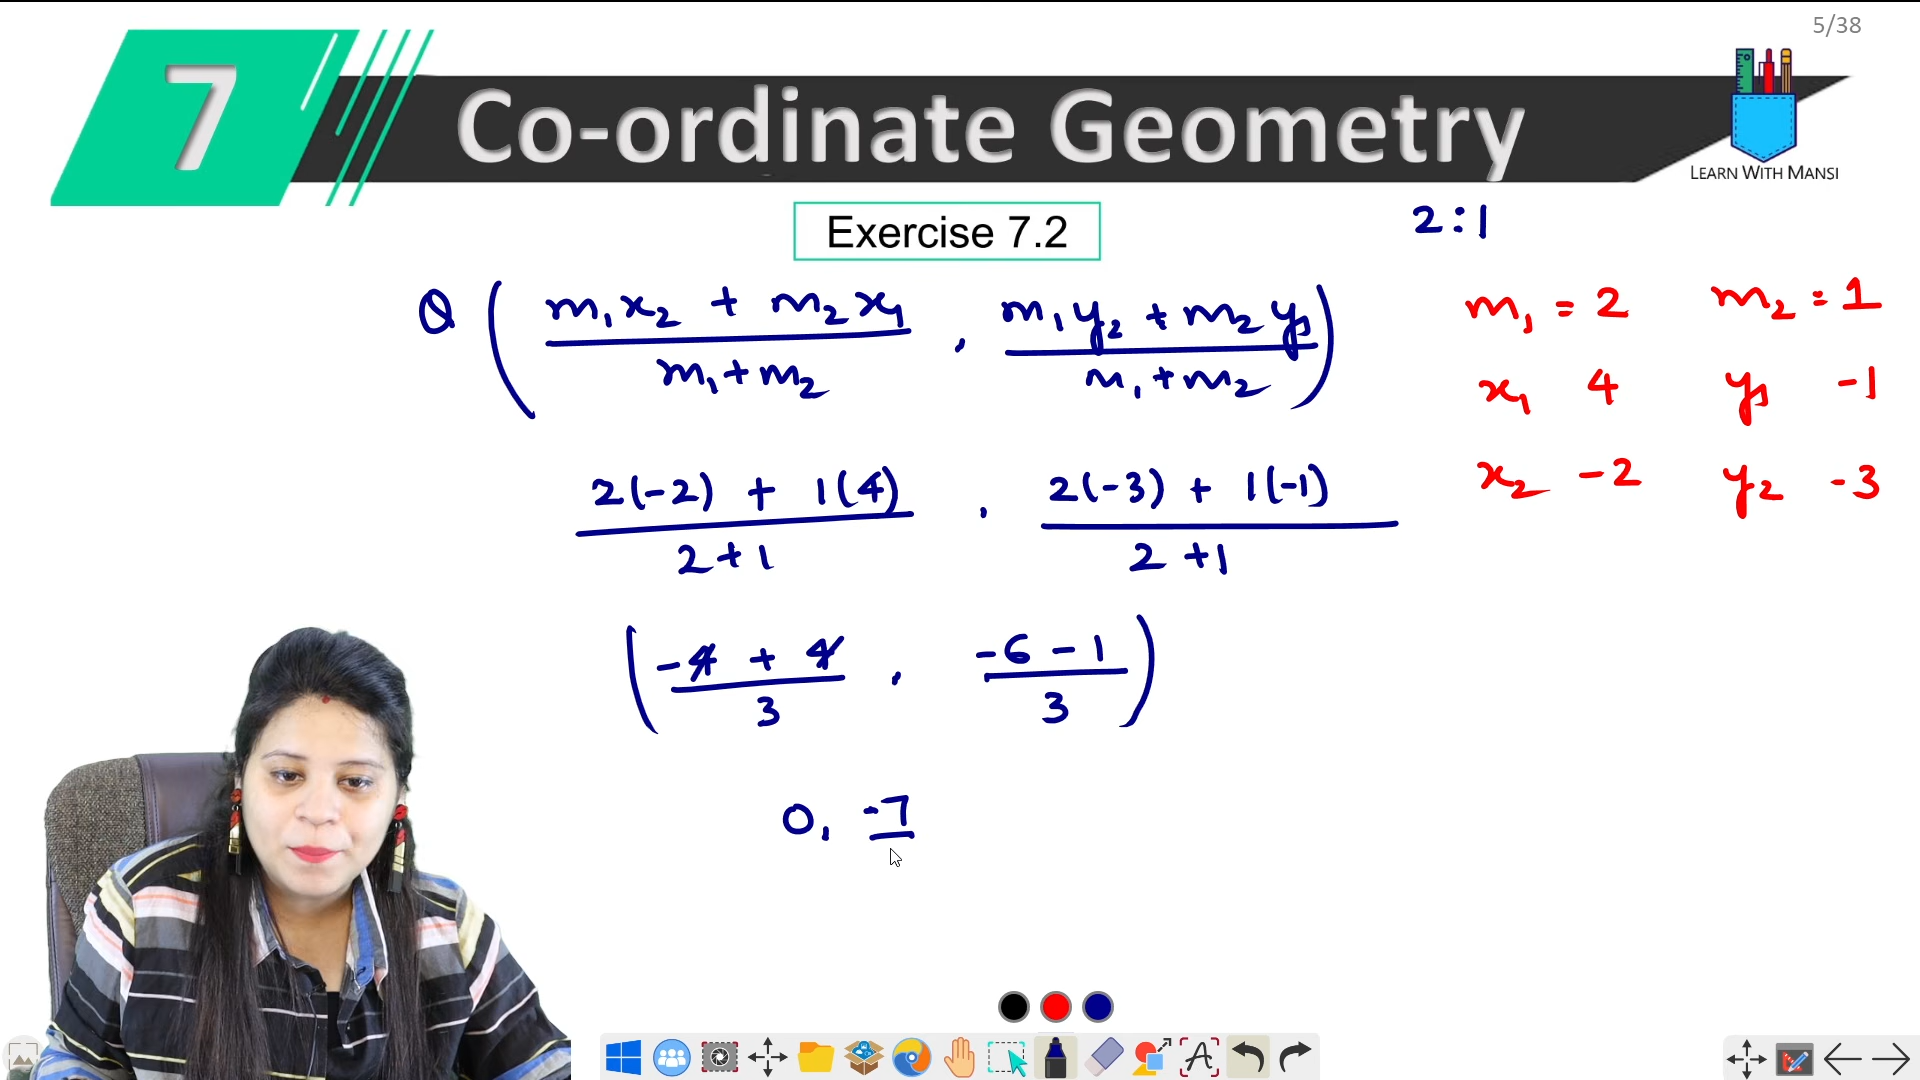 5/38
7 Co-ordinate Geometry
LEARN WITH MANSI
Exercise 7.2
2:1
Q ( m₁x₂ + m₂x₁ / m₁+m₂ , m₁y₂ + m₂y₁ / m₁+m₂ )
m₁ = 2 m₂ = 1
x₁ 4 y₁ -1
x₂ -2 y₂ -3
2(-2) + 1(4) / 2+1 , 2(-3) + 1(-1) / 2+1
( -4 + 4 / 3 , -6 - 1 / 3 )
0, -7